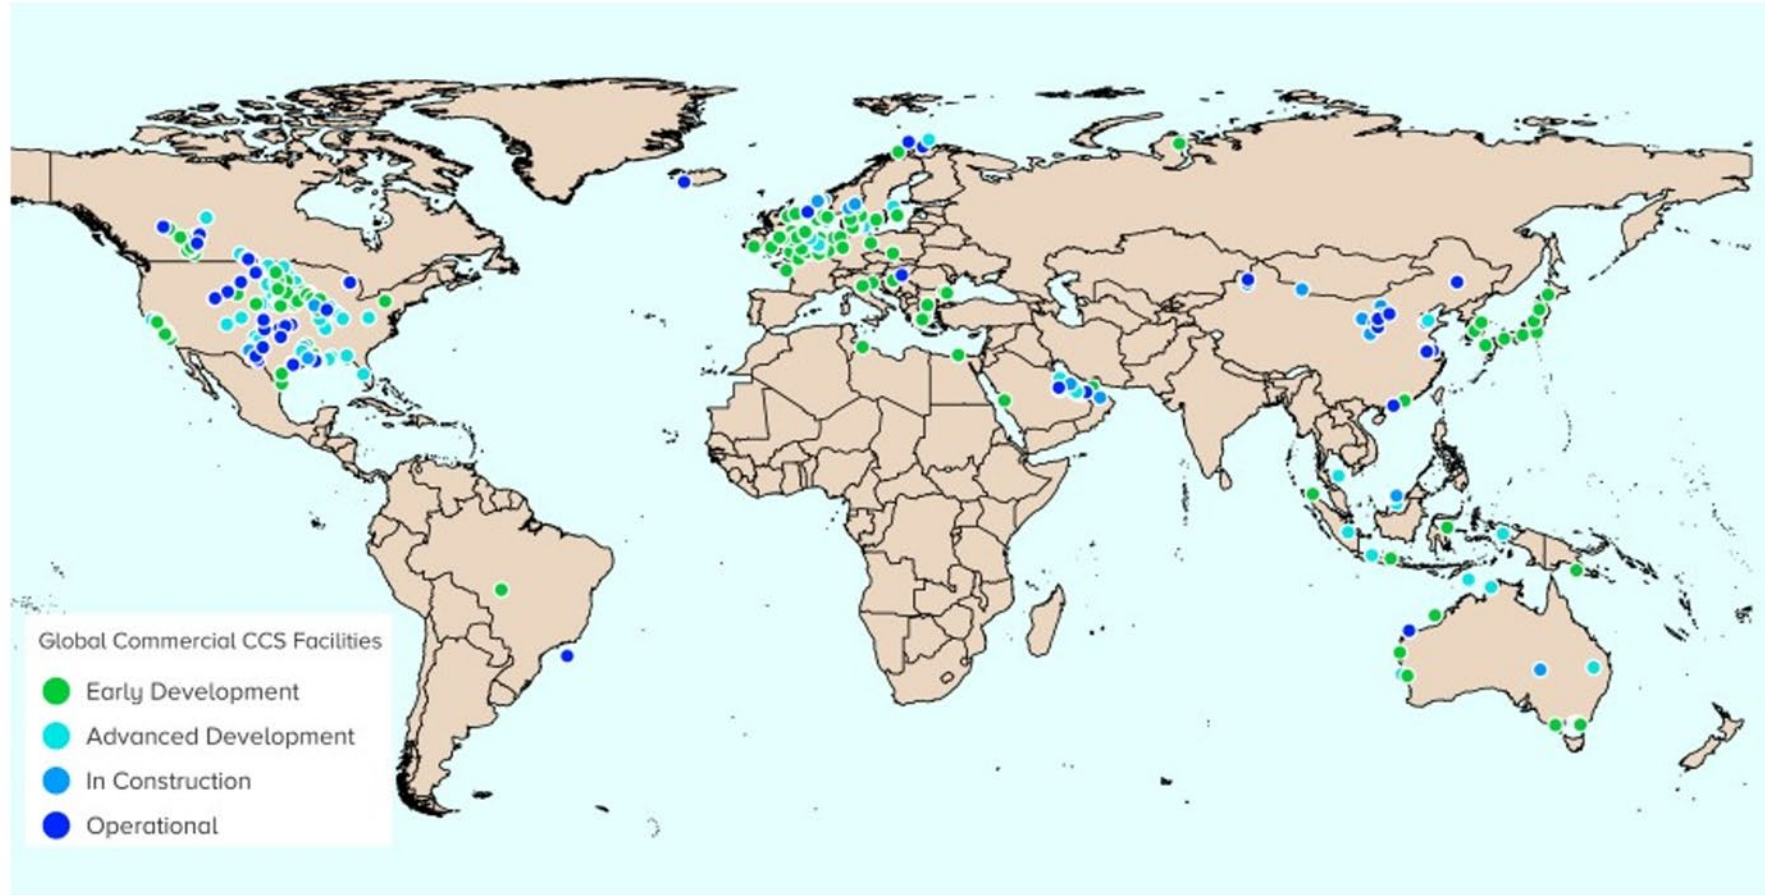 Global Commercial CCS Facilities
Early Development
Advanced Development
In Construction
Operational